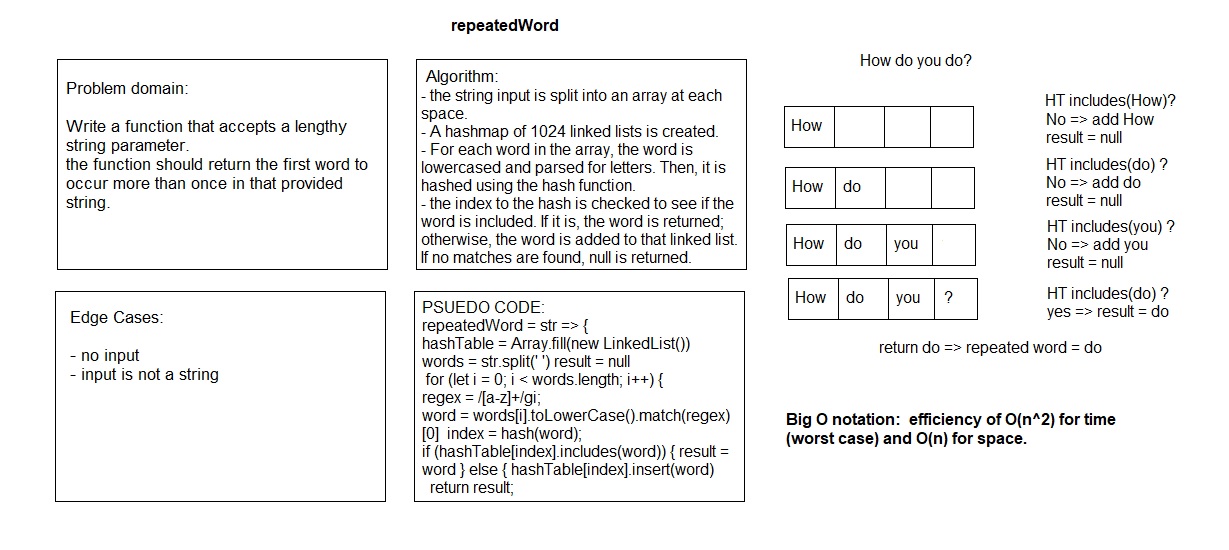 repeatedWord
Problem domain:
Write a function that accepts a lengthy
string parameter.
the function should return the first word to
occur more than once in that provided
string.
Algorithm:
- the string input is split into an array at each
space.
- A hashmap of 1024 linked lists is created.
- For each word in the array, the word is
lowercased and parsed for letters. Then, it is
hashed using the hash function.
- the index to the hash is checked to see if the
word is included. If it is, the word is returned;
otherwise, the word is added to that linked list.
If no matches are found, null is returned.
Edge Cases:
- no input
- input is not a string
PSUEDO CODE:
repeatedWord = str => {
hashTable = Array.fill(new LinkedList())
words = str.split(' ') result = null
for (let i = 0; i < words.length; i++) {
regex = /[a-z]+/gi;
word = words[i].toLowerCase().match(regex)
[0] index = hash(word);
if (hashTable[index].includes(word)) { result =
word } else { hashTable[index].insert(word)
return result;
How do you do?
How
HT includes(How)?
No => add How
result = null
How do
HT includes(do) ?
No => add do
result = null
How do you
HT includes(you) ?
No => add you
result = null
How do you ?
HT includes(do) ?
yes => result = do
return do => repeated word = do
Big O notation: efficiency of O(n^2) for time
(worst case) and O(n) for space.